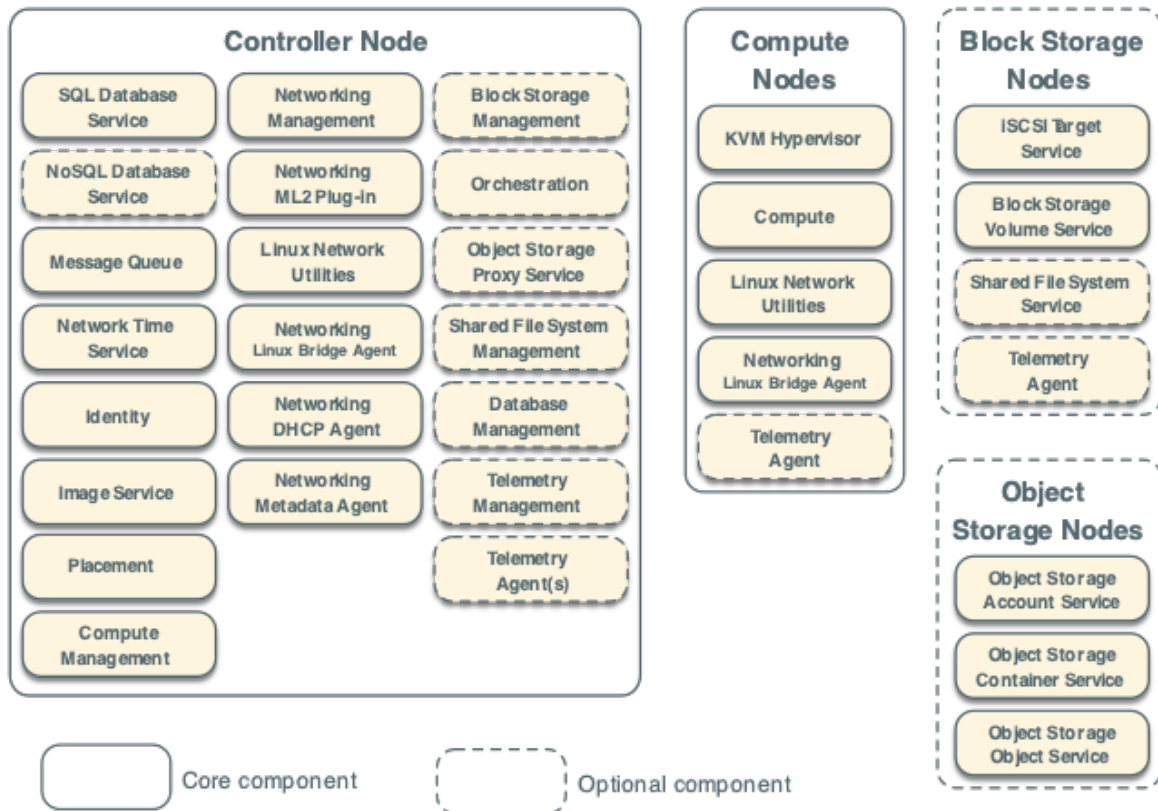 Controller Node
SQL Database
Service
NoSQL Database
Service
Message Queue
Network Time
Service
Identity
Image Service
Placement
Compute
Management
Networking
Management
Networking
ML2 Plug-in
Linux Network
Utilities
Networking
Linux Bridge Agent
Networking
DHCP Agent
Networking
Metadata Agent
Block Storage
Management
Orchestration
Object Storage
Proxy Service
Shared File System
Management
Database
Management
Telemetry
Management
Telemetry
Agent(s)
Compute
Nodes
KVM Hypervisor
Compute
Linux Network
Utilities
Networking
Linux Bridge Agent
Telemetry
Agent
Block Storage
Nodes
iSCSI Target
Service
Block Storage
Volume Service
Shared File System
Service
Telemetry
Agent
Object
Storage Nodes
Object Storage
Account Service
Object Storage
Container Service
Object Storage
Object Service
Core component
Optional component